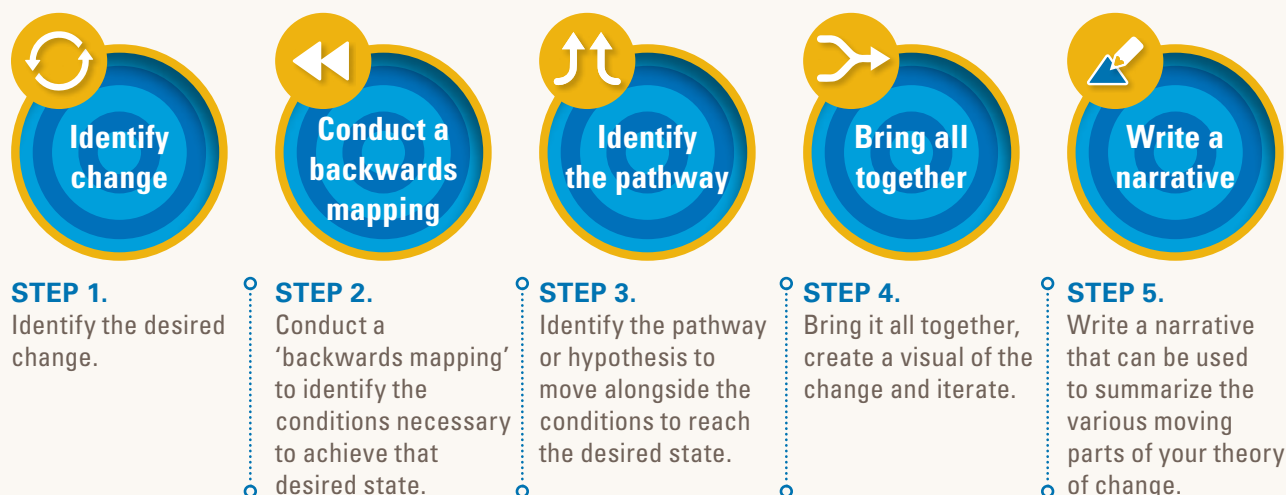 Identify
change
Conduct a
backwards
mapping
Identify
the pathway
Bring all
together
Write a
narrative
STEP 1.
Identify the desired
change.
STEP 2.
Conduct a
‘backwards mapping’
to identify the
conditions necessary
to achieve that
desired state.
STEP 3.
Identify the pathway
or hypothesis to
move alongside the
conditions to reach
the desired state.
STEP 4.
Bring it all together,
create a visual of the
change and iterate.
STEP 5.
Write a narrative
that can be used
to summarize the
various moving
parts of your theory
of change.